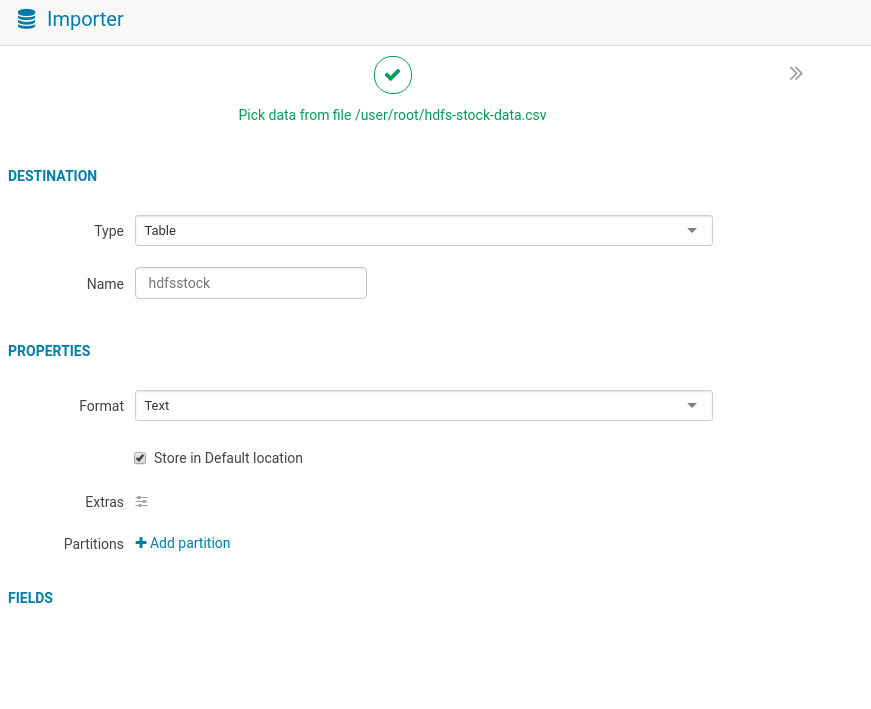 Importer
Pick data from file /user/root/hdfs-stock-data.csv
DESTINATION
Type Table
Name hdfsstock
PROPERTIES
Format Text
Store in Default location
Extras
Partitions Add partition
FIELDS